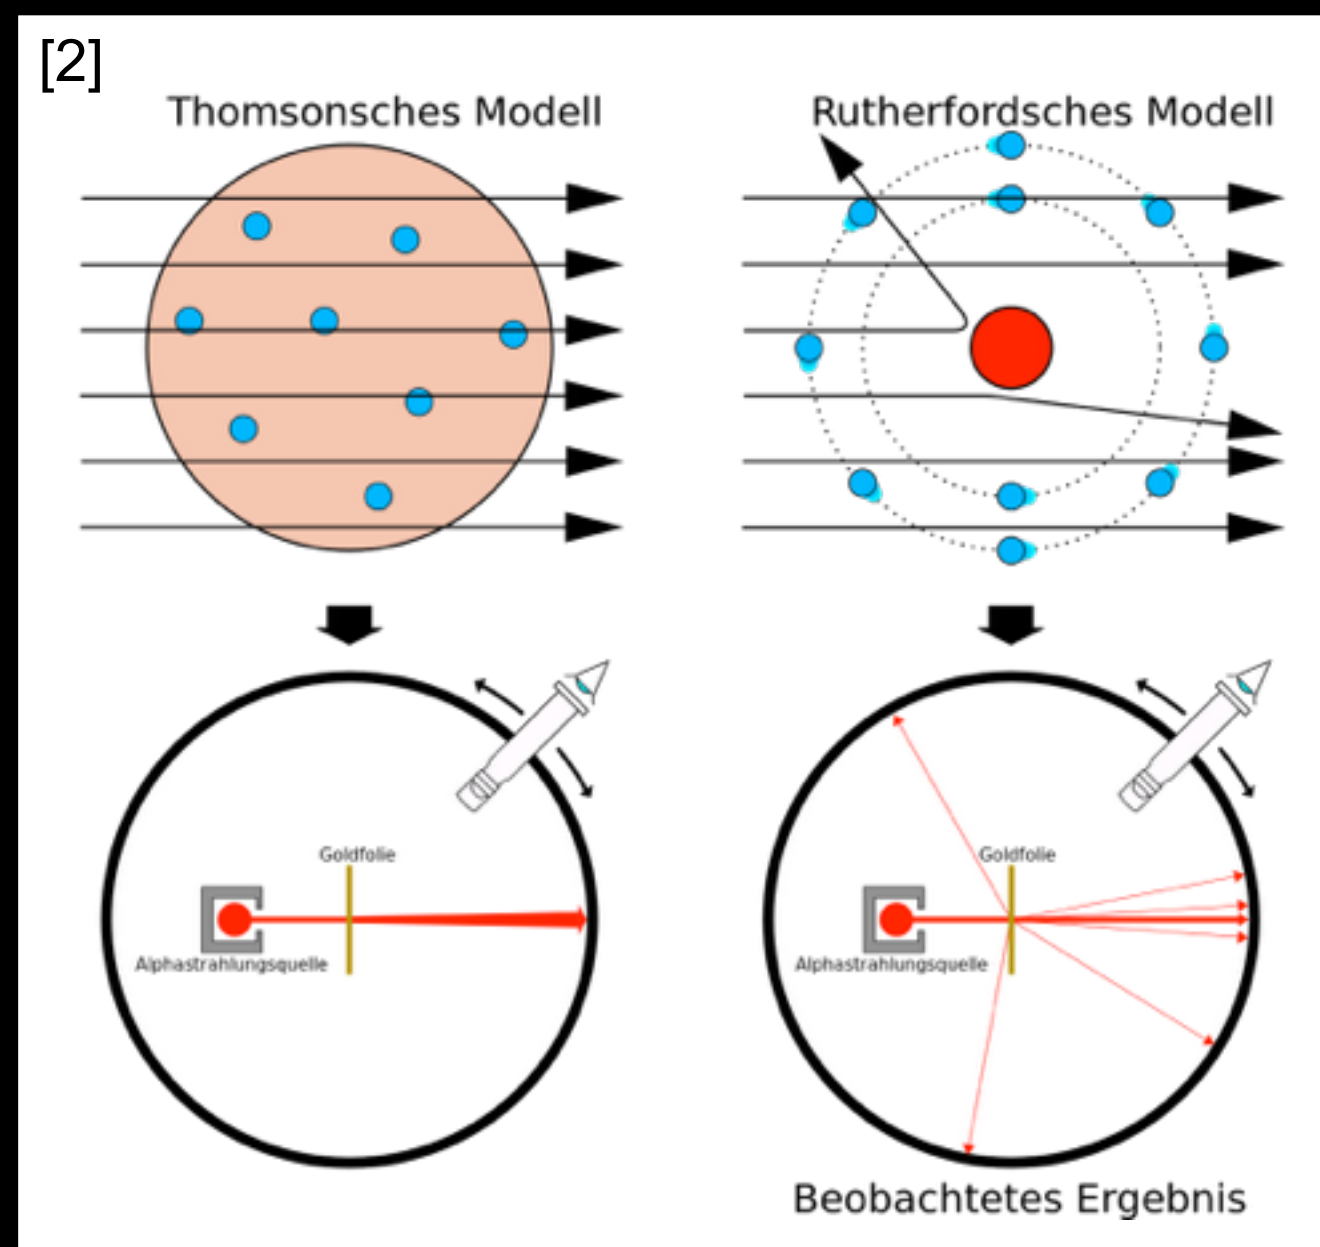 [2]
Thomsonsches Modell
Rutherfordsches Modell
Goldfolie
Alphastrahlungsquelle
Goldfolie
Alphastrahlungsquelle
Beobachtetes Ergebnis